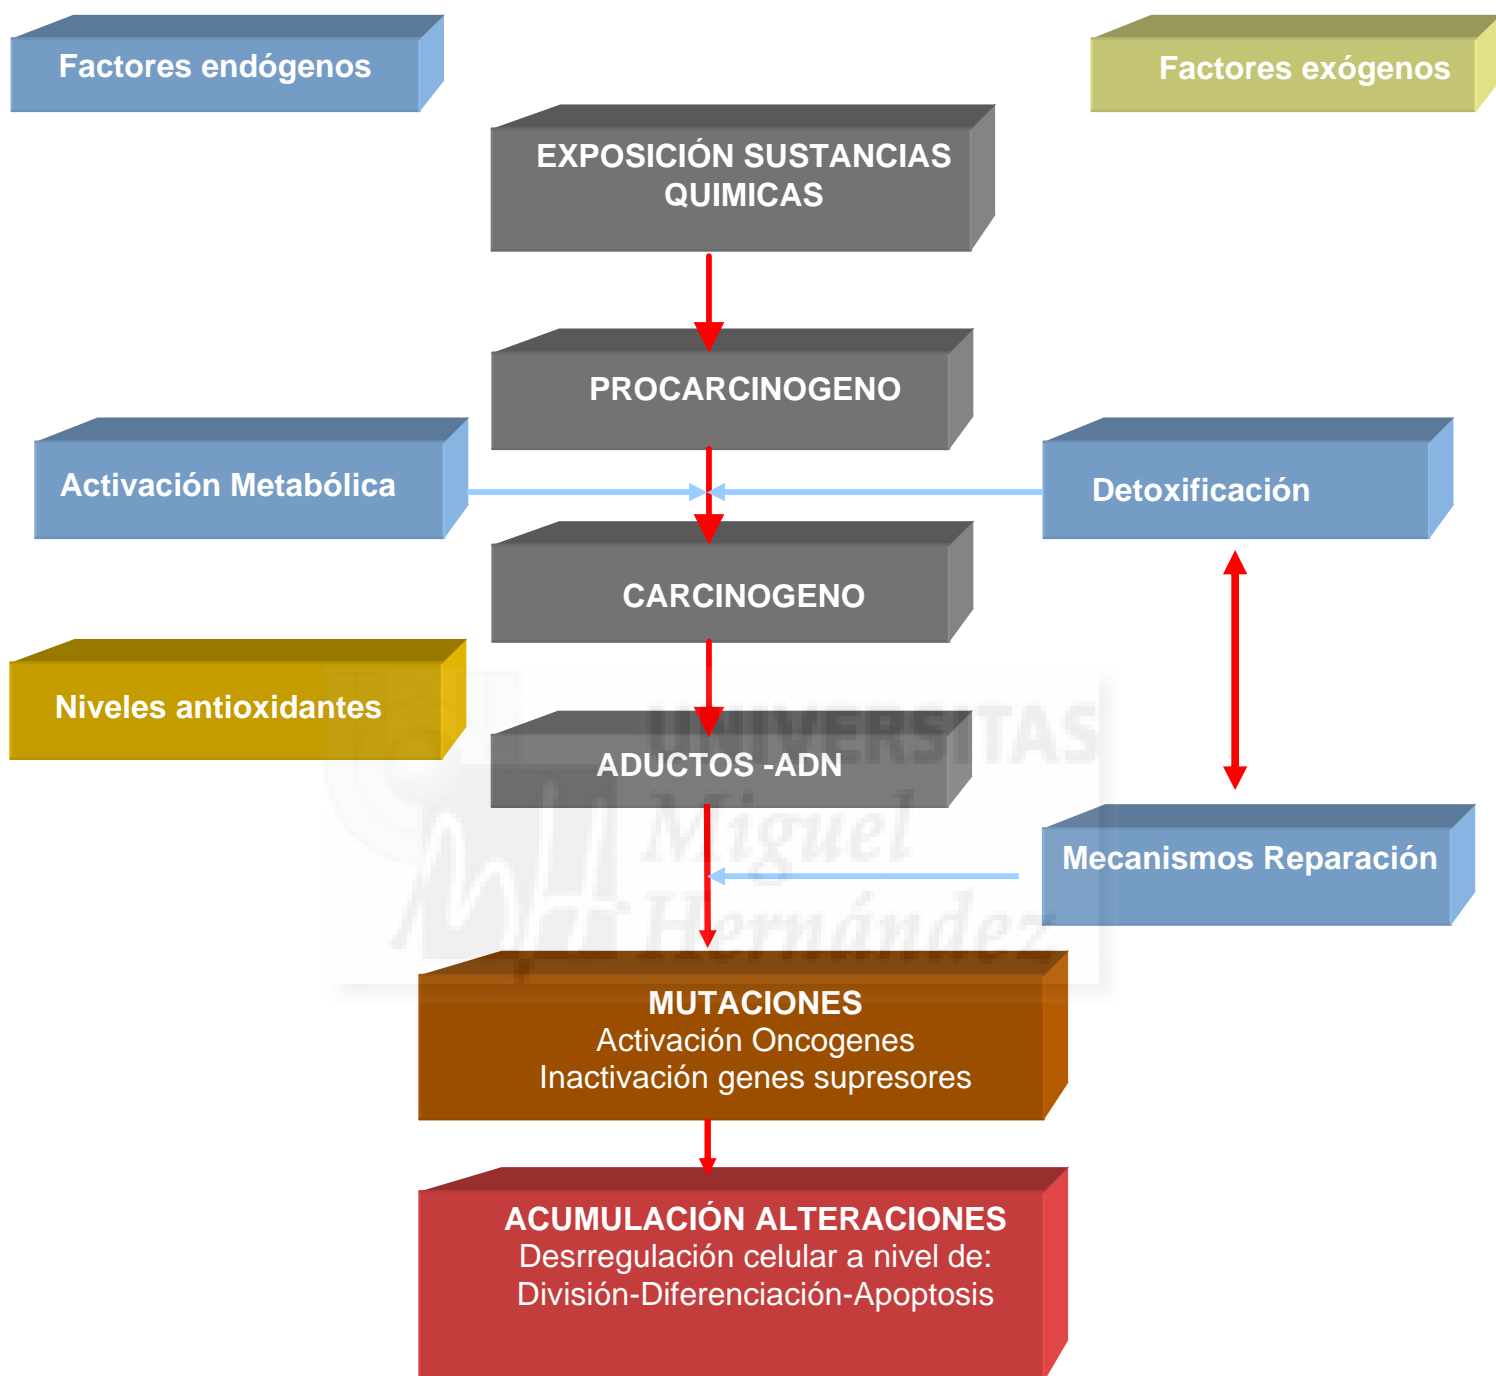 Factores endógenos
Factores exógenos
EXPOSICIÓN SUSTANCIAS
QUIMICAS
PROCARCINOGENO
Activación Metabólica
Detoxificación
CARCINOGENO
Niveles antioxidantes
UNIVERSITAS
Miguel
Hernández
ADUCTOS -ADN
Mecanismos Reparación
MUTACIONES
Activación Oncogenes
Inactivación genes supresores
ACUMULACIÓN ALTERACIONES
Desrregulación celular a nivel de:
División-Diferenciación-Apoptosis